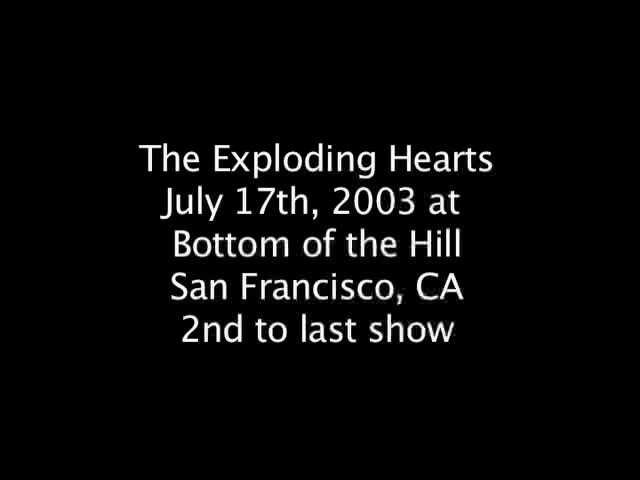 The Exploding Hearts
July 17th, 2003 at
Bottom of the Hill
San Francisco, CA
2nd to last show